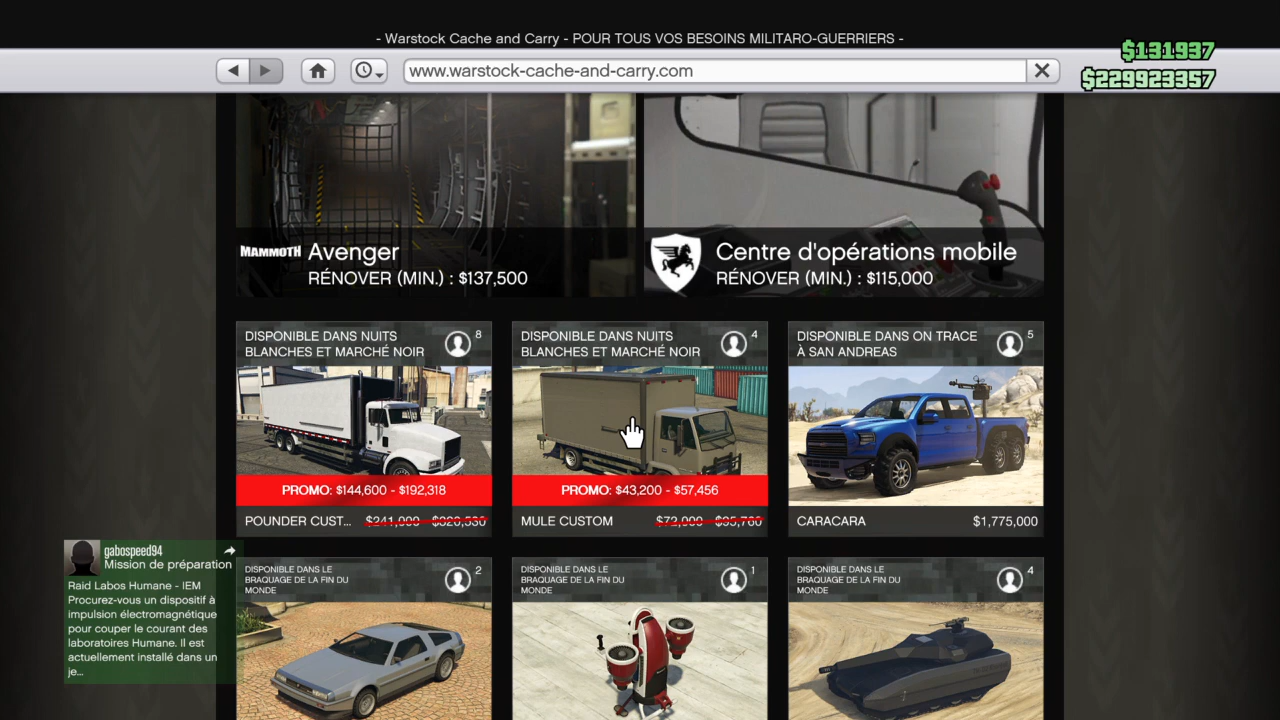 - Warstock Cache and Carry - POUR TOUS VOS BESOINS MILITARO-GUERRIERS -
$131937
www.warstock-cache-and-carry.com
$229923357
MAMMOTH Avenger
RÉNOVER (MIN.) : $137,500
Centre d'opérations mobile
RÉNOVER (MIN.) : $115,000
DISPONIBLE DANS NUITS
BLANCHES ET MARCHÉ NOIR
8
PROMO: $144,600 - $192,318
POUNDER CUST... $241,000 - $320,530
DISPONIBLE DANS NUITS
BLANCHES ET MARCHÉ NOIR
4
PROMO: $43,200 - $57,456
MULE CUSTOM $72,000 - $95,760
DISPONIBLE DANS ON TRACE
À SAN ANDREAS
5
CARACARA $1,775,000
gabospeed94
Mission de préparation
Raid Labos Humane - IEM
Procurez-vous un dispositif à
impulsion électromagnétique
pour couper le courant des
laboratoires Humane. Il est
actuellement installé dans un
je...
DISPONIBLE DANS LE
BRAQUAGE DE LA FIN DU
MONDE
2
DISPONIBLE DANS LE
BRAQUAGE DE LA FIN DU
MONDE
1
DISPONIBLE DANS LE
BRAQUAGE DE LA FIN DU
MONDE
4